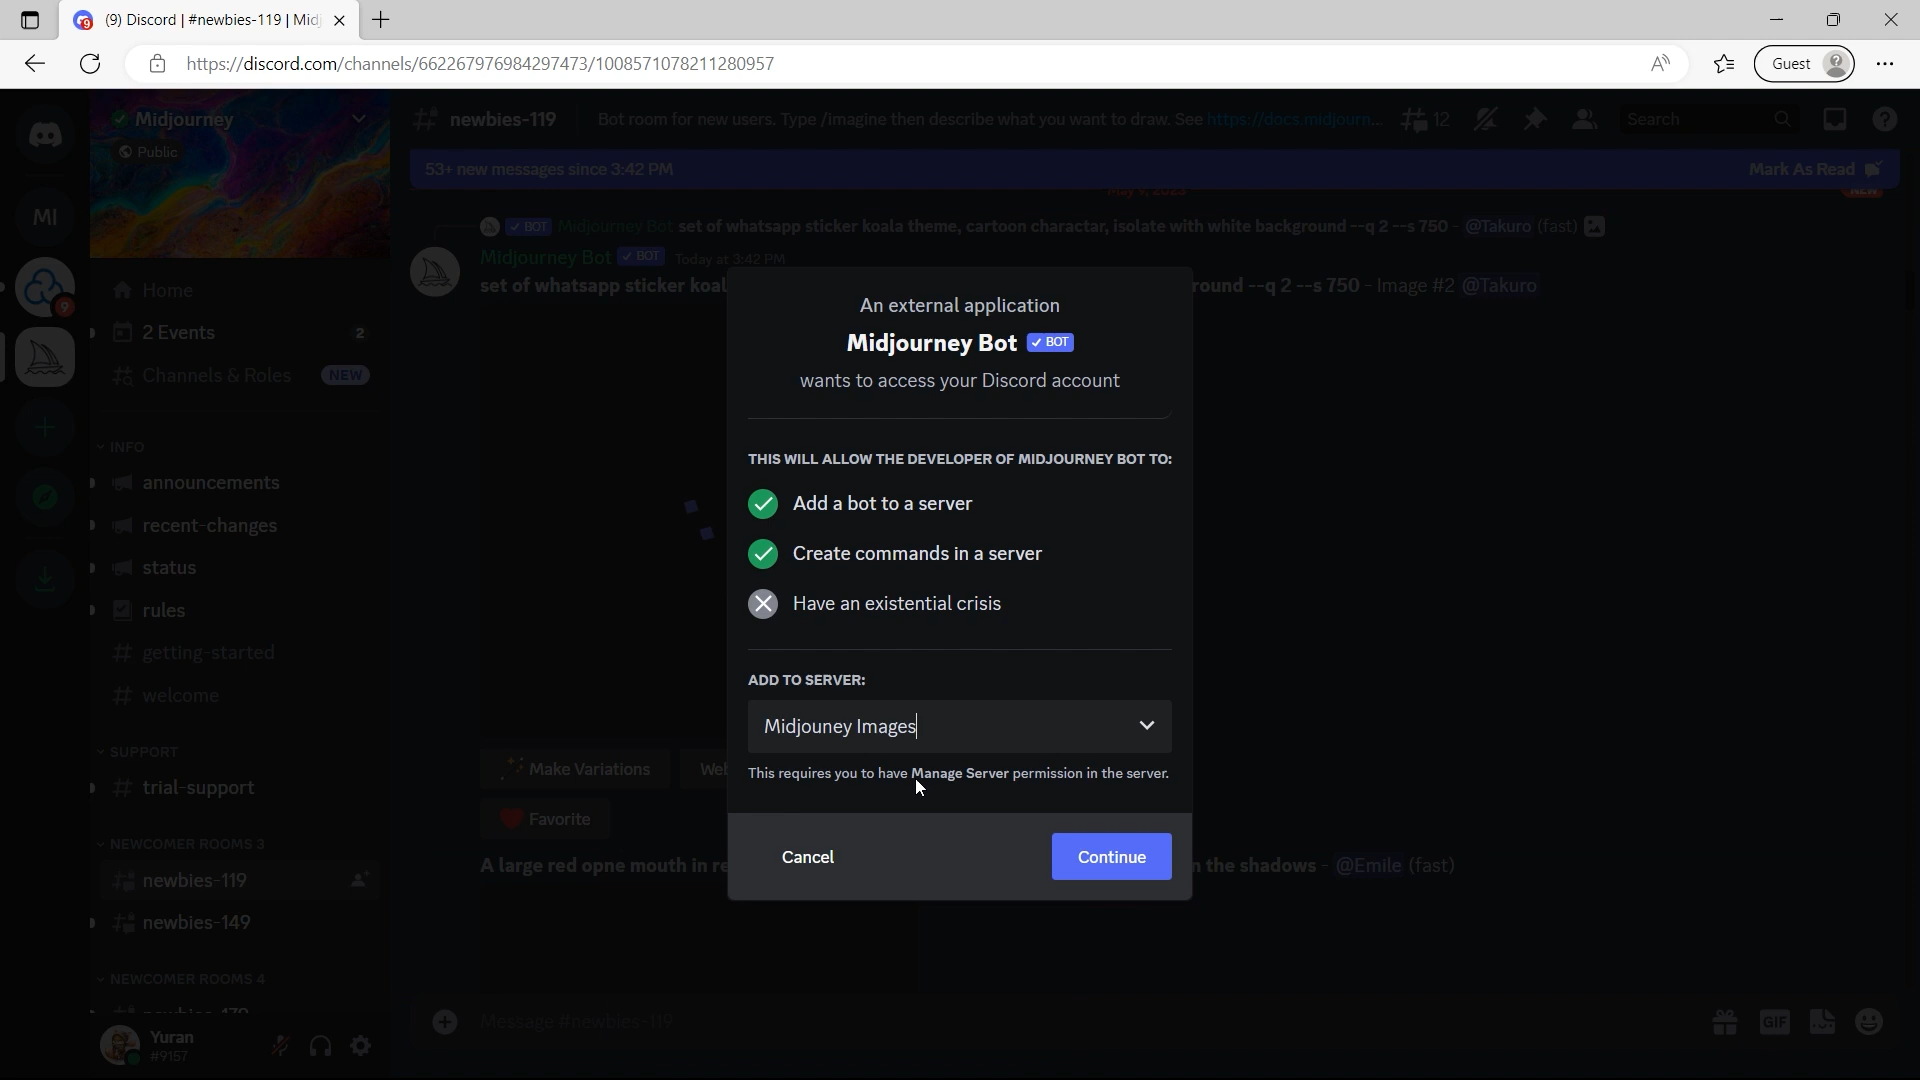 (9) Discord | #newbies-119 | Mid
https://discord.com/channels/662267976984297473/1008571078211280957
Guest
Midjourney
Public
newbies-119
Bot room for new users. Type /imagine then describe what you want to draw. See https://docs.midjourn...
12
Search
53+ new messages since 3:42 PM
Mark As Read
NEW
MI
BOT Midjourney Bot set of whatsapp sticker koala theme, cartoon charactar, isolate with white background --q 2 --s 750 - @Takuro (fast)
Midjourney Bot BOT Today at 3:42 PM
set of whatsapp sticker koal
round --q 2 --s 750 - Image #2 @Takuro
Home
9
2 Events
2
Channels & Roles
NEW
INFO
announcements
recent-changes
status
rules
getting-started
welcome
SUPPORT
trial-support
NEWCOMER ROOMS 3
newbies-119
newbies-149
NEWCOMER ROOMS 4
Yuran
#9157
An external application
Midjourney Bot BOT
wants to access your Discord account
THIS WILL ALLOW THE DEVELOPER OF MIDJOURNEY BOT TO:
Add a bot to a server
Create commands in a server
Have an existential crisis
ADD TO SERVER:
Midjouney Images
This requires you to have Manage Server permission in the server.
Cancel
Continue
Make Variations
Web
Favorite
A large red opne mouth in re
n the shadows - @Emile (fast)
Message #newbies-119
GIF